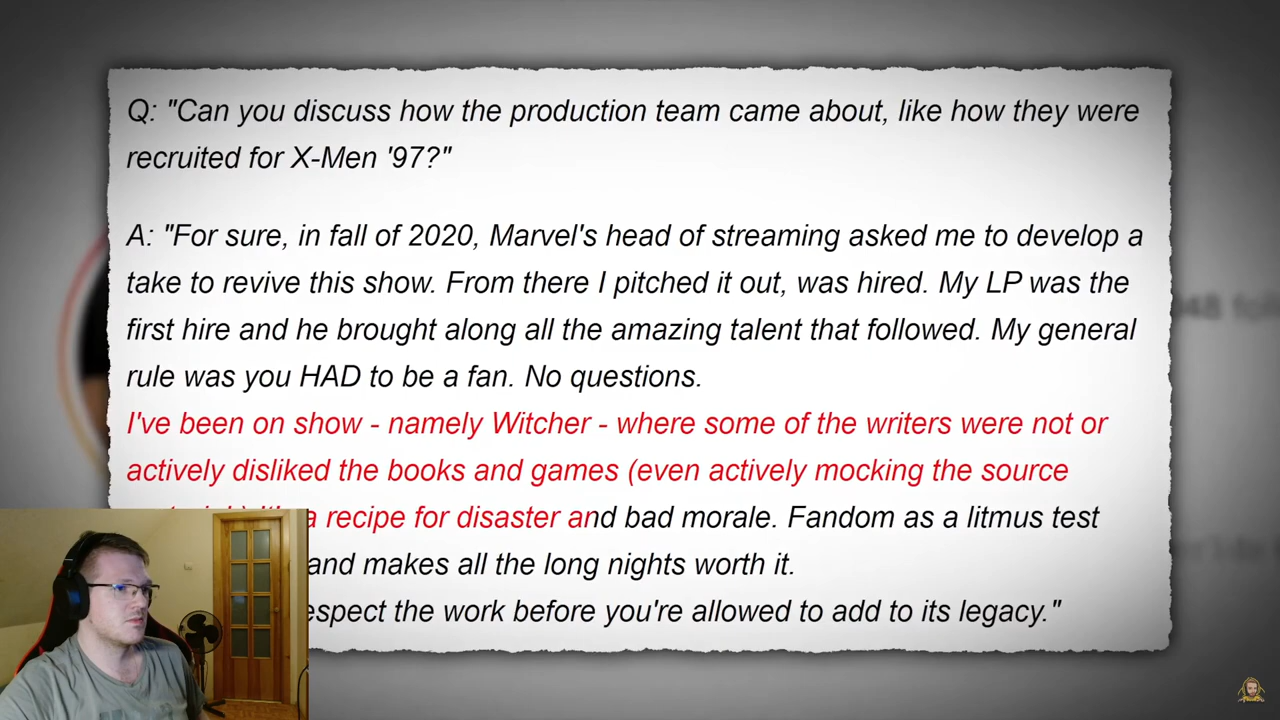 Q: "Can you discuss how the production team came about, like how they were
recruited for X-Men '97?"
A: "For sure, in fall of 2020, Marvel's head of streaming asked me to develop a
take to revive this show. From there I pitched it out, was hired. My LP was the
first hire and he brought along all the amazing talent that followed. My general
rule was you HAD to be a fan. No questions.
I've been on show - namely Witcher - where some of the writers were not or
actively disliked the books and games (even actively mocking the source
a recipe for disaster and bad morale. Fandom as a litmus test
and makes all the long nights worth it.
respect the work before you're allowed to add to its legacy."